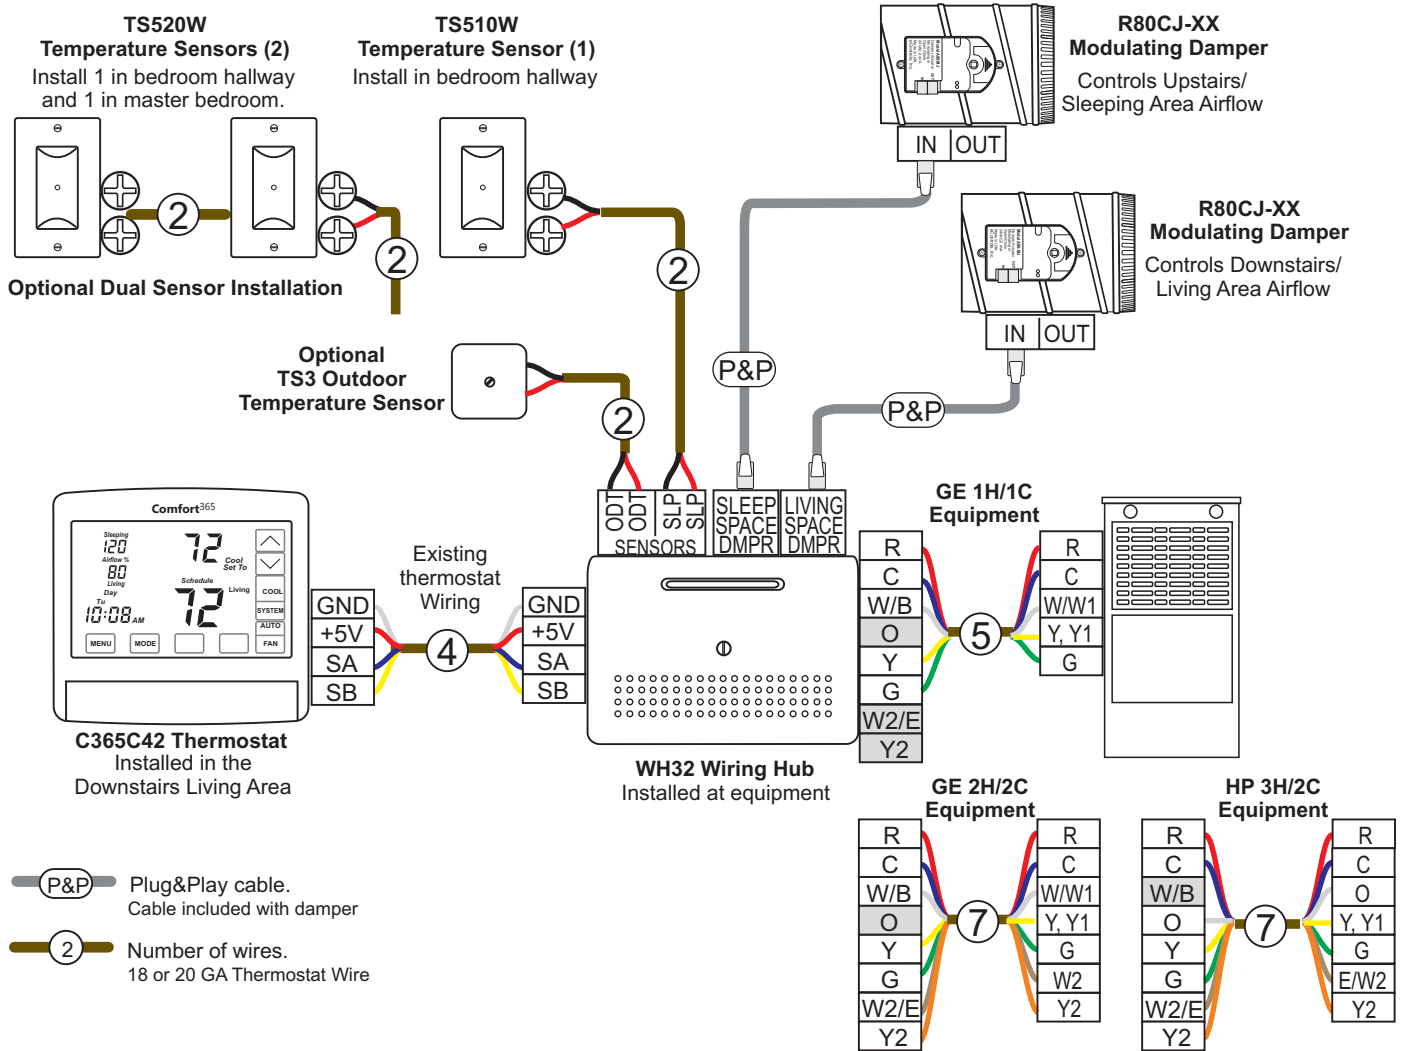 TS520W
Temperature Sensors (2)
Install 1 in bedroom hallway
and 1 in master bedroom.
2
2
Optional Dual Sensor Installation
TS510W
Temperature Sensor (1)
Install in bedroom hallway
2
R80CJ-XX
Modulating Damper
Controls Upstairs/
Sleeping Area Airflow
IN OUT
R80CJ-XX
Modulating Damper
Controls Downstairs/
Living Area Airflow
IN OUT
P&P
P&P
Optional
TS3 Outdoor
Temperature Sensor
2
ODT
ODT
SLP
SLP
SENSORS
SLEEP
SPACE
DMPR
LIVING
SPACE
DMPR
Comfort365
Sleeping
120
Airflow %
80
Living
Day
Tu
10:08 AM
72
Cool
Set To
Schedule
72
Living
COOL
SYSTEM
AUTO
FAN
MENU
MODE
GND
+5V
SA
SB
Existing
thermostat
Wiring
4
GND
+5V
SA
SB
C365C42 Thermostat
Installed in the
Downstairs Living Area
WH32 Wiring Hub
Installed at equipment
GE 1H/1C
Equipment
R
C
W/B
O
Y
G
W2/E
Y2
5
R
C
W/W1
Y, Y1
G
GE 2H/2C
Equipment
R
C
W/B
O
Y
G
W2/E
Y2
7
R
C
W/W1
Y, Y1
G
W2
Y2
HP 3H/2C
Equipment
R
C
W/B
O
Y
G
W2/E
Y2
7
R
C
O
Y, Y1
G
E/W2
Y2
P&P
Plug&Play cable.
Cable included with damper
2
Number of wires.
18 or 20 GA Thermostat Wire